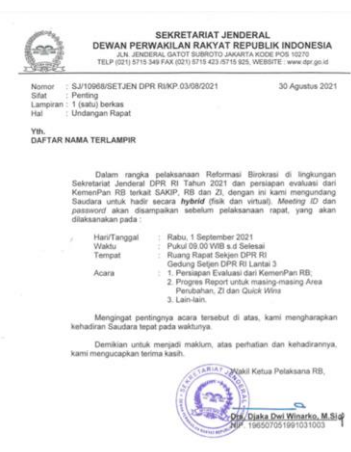 SEKRETARIAT JENDERAL
DEWAN PERWAKILAN RAKYAT REPUBLIK INDONESIA
JLN. JENDERAL GATOT SUBROTO JAKARTA KODE POS 10270
TELP (021) 5715 349 FAX (021) 5715 423 /5715 925, WEBSITE : www.dpr.go.id
Nomor : SJ/10968/SETJEN DPR RI/KP.03/08/2021 30 Agustus 2021
Sifat : Penting
Lampiran : 1 (satu) berkas
Hal : Undangan Rapat
Yth.
DAFTAR NAMA TERLAMPIR
Dalam rangka pelaksanaan Reformasi Birokrasi di lingkungan
Sekretariat Jenderal DPR RI Tahun 2021 dan persiapan evaluasi dari
KemenPan RB terkait SAKIP, RB dan ZI, dengan ini kami mengundang
Saudara untuk hadir secara hybrid (fisik dan virtual). Meeting ID dan
password akan disampaikan sebelum pelaksanaan rapat, yang akan
dilaksanakan pada :
Hari/Tanggal : Rabu, 1 September 2021
Waktu : Pukul 09.00 WIB s.d Selesai
Tempat : Ruang Rapat Sekjen DPR RI
Gedung Setjen DPR RI Lantai 3
Acara : 1. Persiapan Evaluasi dari KemenPan RB;
2. Progres Report untuk masing-masing Area
Perubahan, ZI dan Quick Wins
3. Lain-lain.
Mengingat pentingnya acara tersebut di atas, kami mengharapkan
kehadiran Saudara tepat pada waktunya.
Demikian untuk menjadi maklum, atas perhatian dan kehadirannya,
kami mengucapkan terima kasih.
Wakil Ketua Pelaksana RB,
Drs. Djaka Dwi Winarko, M.Si
NIP. 196507051991031003